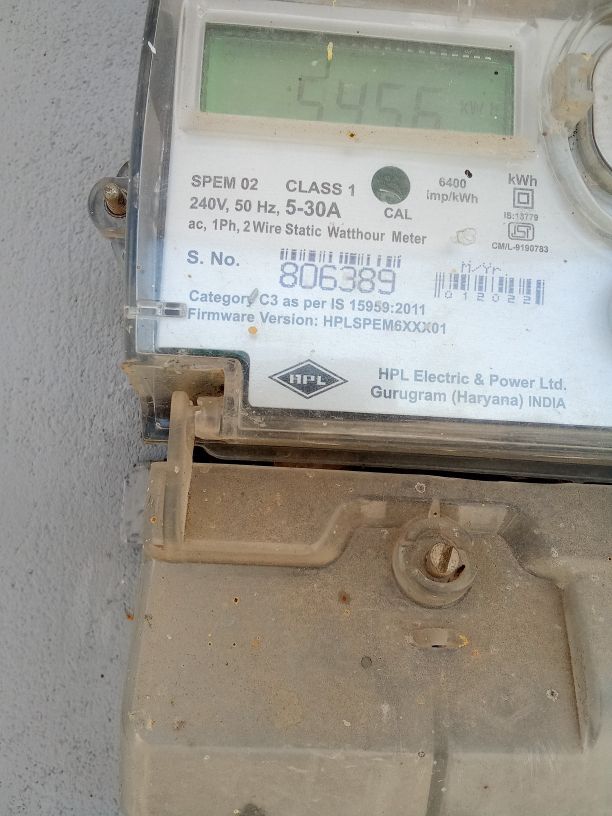 5456 kWh
SPEM 02 CLASS 1
240V, 50 Hz, 5-30A
ac, 1Ph, 2 Wire Static Watthour Meter
CAL
6400
imp/kWh
kWh
IS:13779
ISI
CM/L-9190783
S. No.
806389
M/Yr.
012022
Category C3 as per IS 15959:2011
Firmware Version: HPLSPEM6XXX01
HPL
HPL Electric & Power Ltd.
Gurugram (Haryana) INDIA